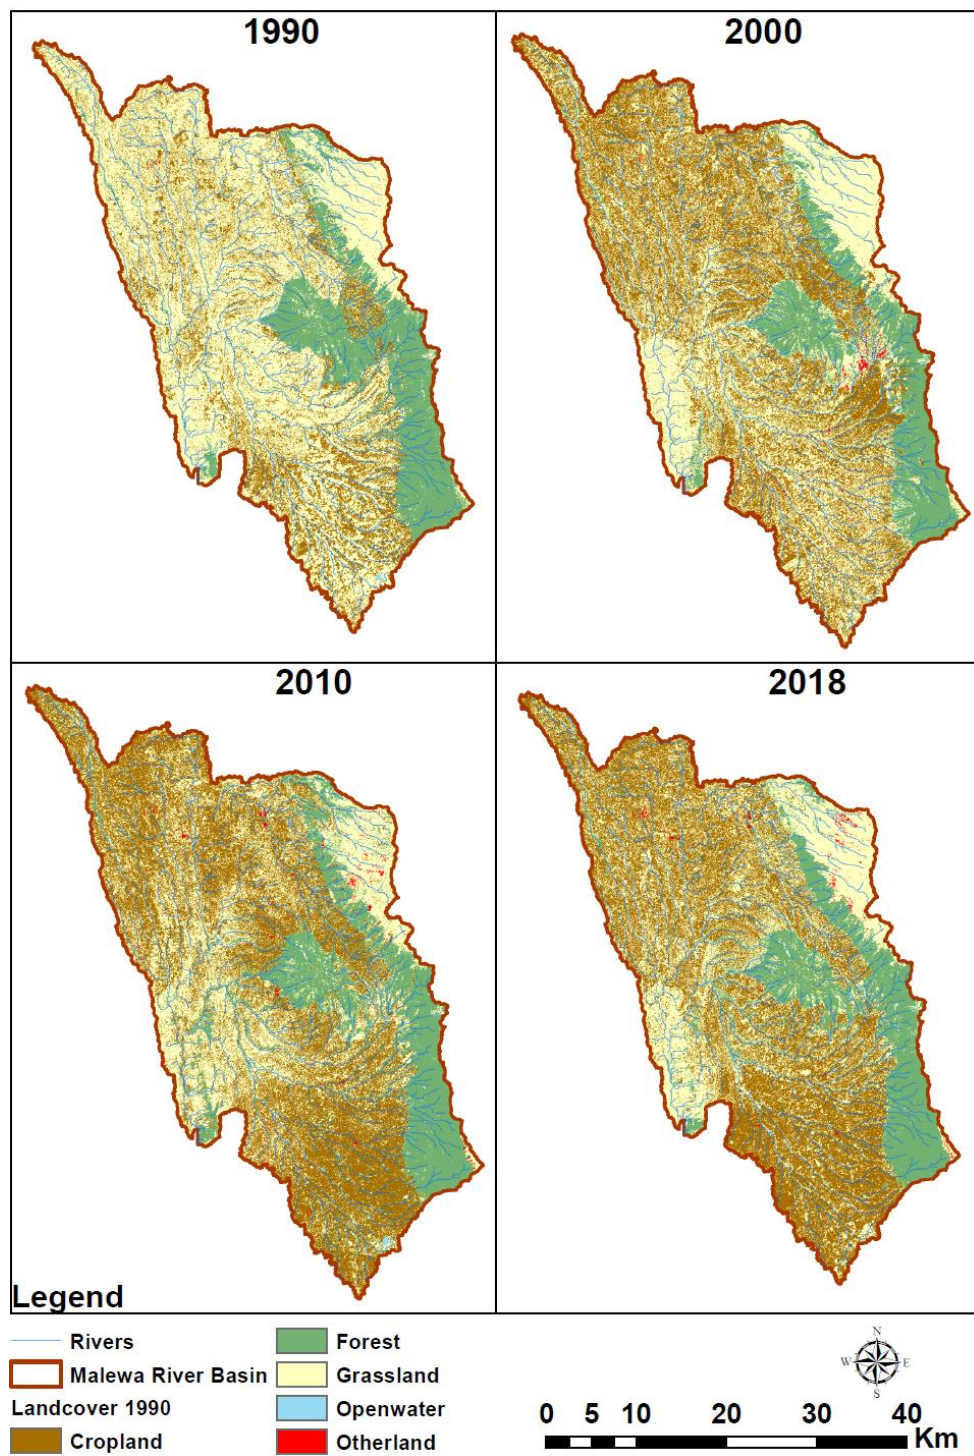 1990
2000
2010
2018
Legend
Rivers
Malewa River Basin
Landcover 1990
Cropland
Forest
Grassland
Openwater
Otherland
N
W E
S
0 5 10 20 30 40
Km